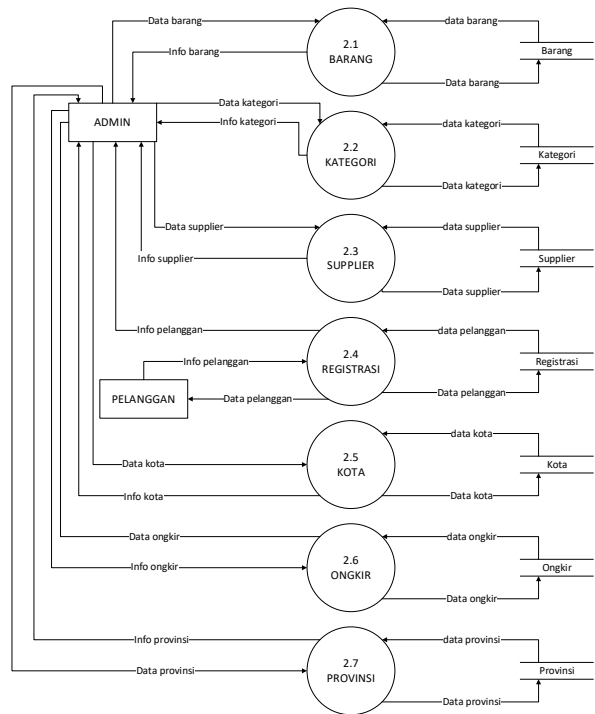 Data barang
data barang
2.1
BARANG
Info barang
Barang
Data barang
ADMIN
Data kategori
Info kategori
data kategori
2.2
KATEGORI
Kategori
Data kategori
Data supplier
data supplier
2.3
SUPPLIER
Info supplier
Supplier
Data supplier
Info pelanggan
data pelanggan
2.4
REGISTRASI
Info pelanggan
Registrasi
PELANGGAN
Data pelanggan
Data pelanggan
data kota
2.5
KOTA
Data kota
Kota
Info kota
Data kota
Data ongkir
data ongkir
2.6
ONGKIR
Info ongkir
Ongkir
Data ongkir
Info provinsi
data provinsi
2.7
PROVINSI
Data provinsi
Provinsi
Data provinsi